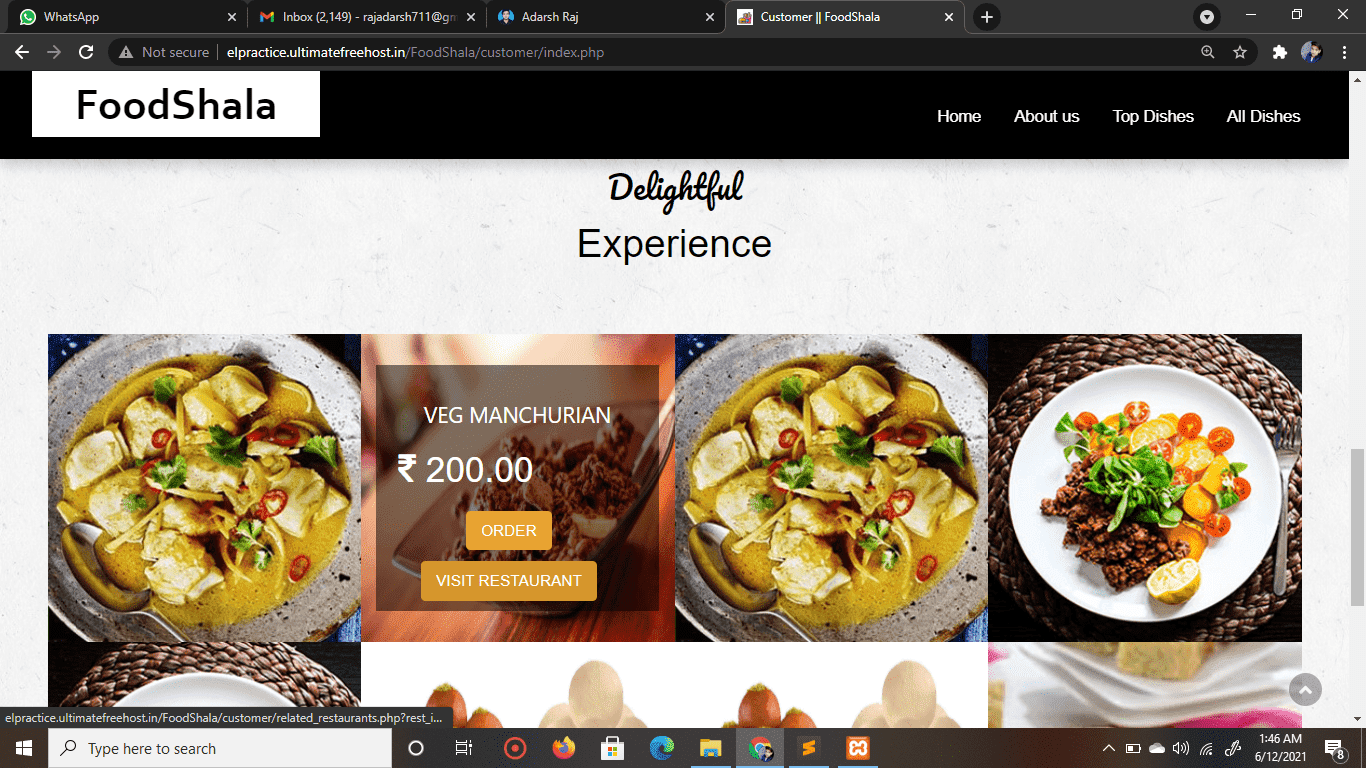 WhatsApp
Inbox (2,149) - rajadarsh711@gm
Adarsh Raj
Customer || FoodShala
Not secure
elpractice.ultimatefreehost.in/FoodShala/customer/index.php
FoodShala
Home
About us
Top Dishes
All Dishes
Delightful
Experience
VEG MANCHURIAN
₹ 200.00
ORDER
VISIT RESTAURANT
elpractice.ultimatefreehost.in/FoodShala/customer/related_restaurants.php?rest_i...
Type here to search
1:46 AM
6/12/2021
8